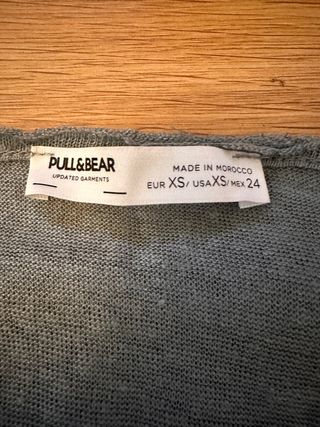 PULL&BEAR
UPDATED GARMENTS
MADE IN MOROCCO
EUR XS/ USA XS/ MEX 24